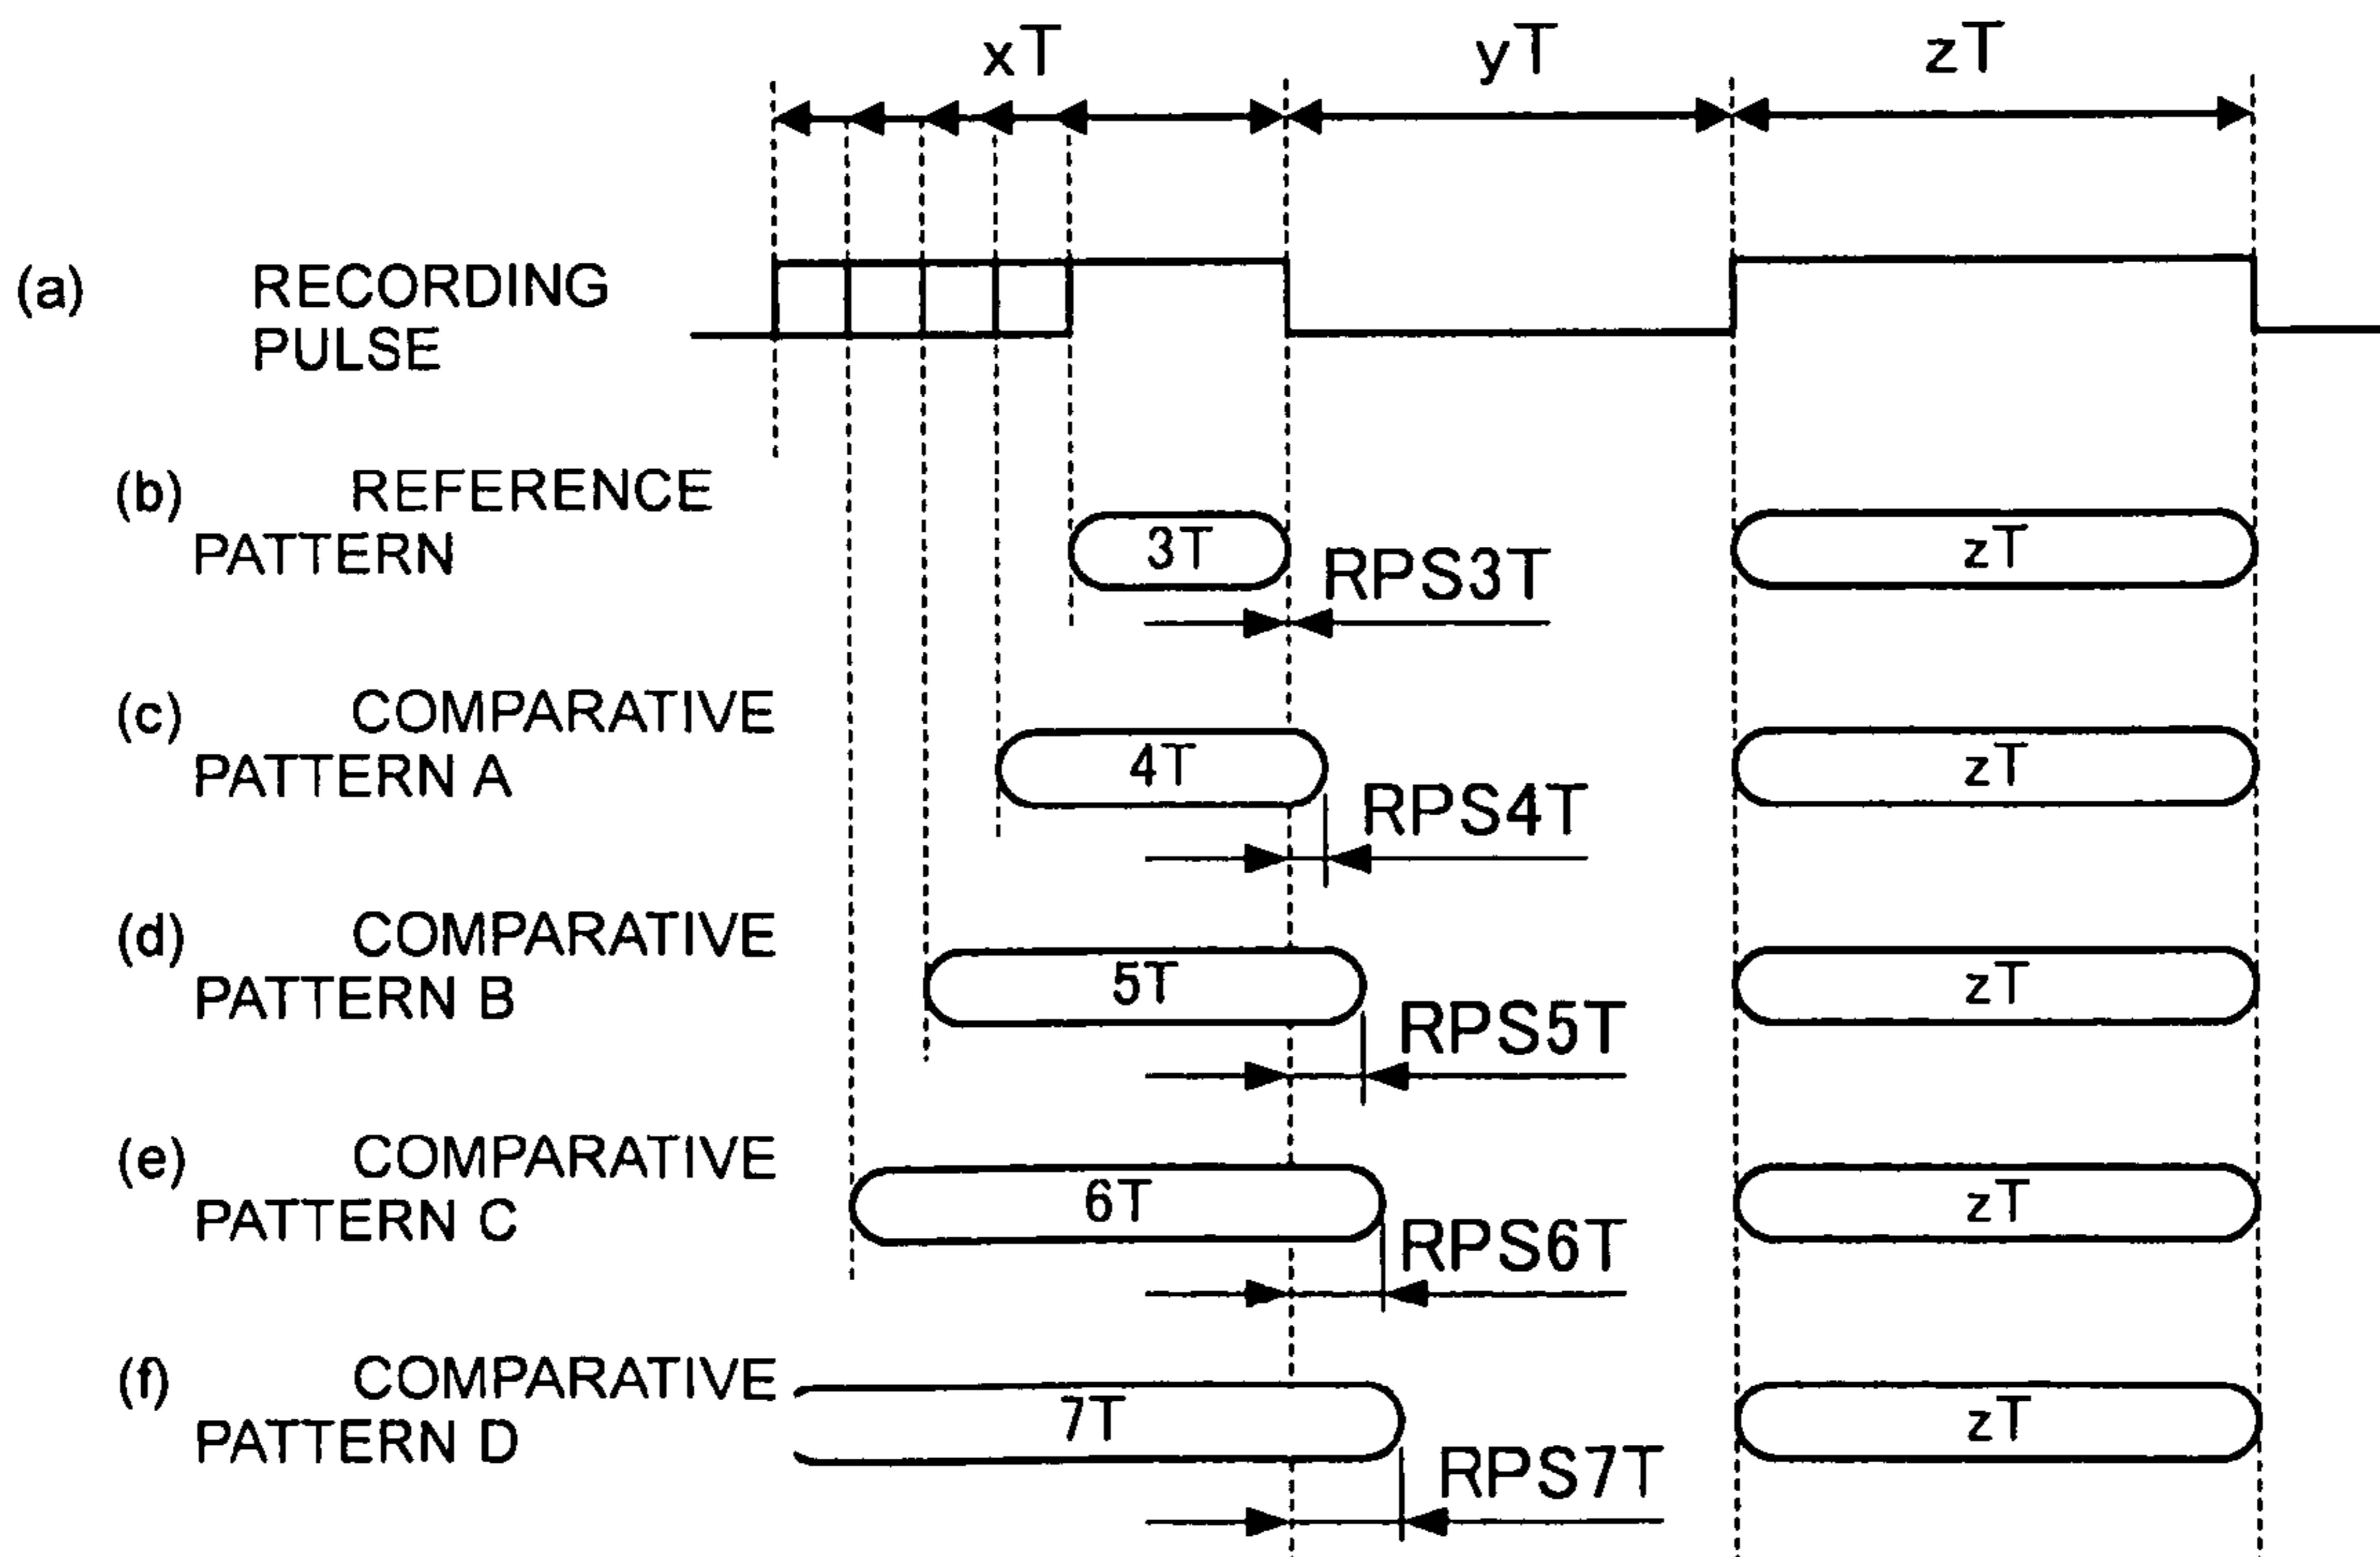 xT yT zT
(a) RECORDING
PULSE
(b) REFERENCE
PATTERN
3T
zT
RPS3T
(c) COMPARATIVE
PATTERN A
4T
zT
RPS4T
(d) COMPARATIVE
PATTERN B
5T
zT
RPS5T
(e) COMPARATIVE
PATTERN C
6T
zT
RPS6T
(f) COMPARATIVE
PATTERN D
7T
zT
RPS7T